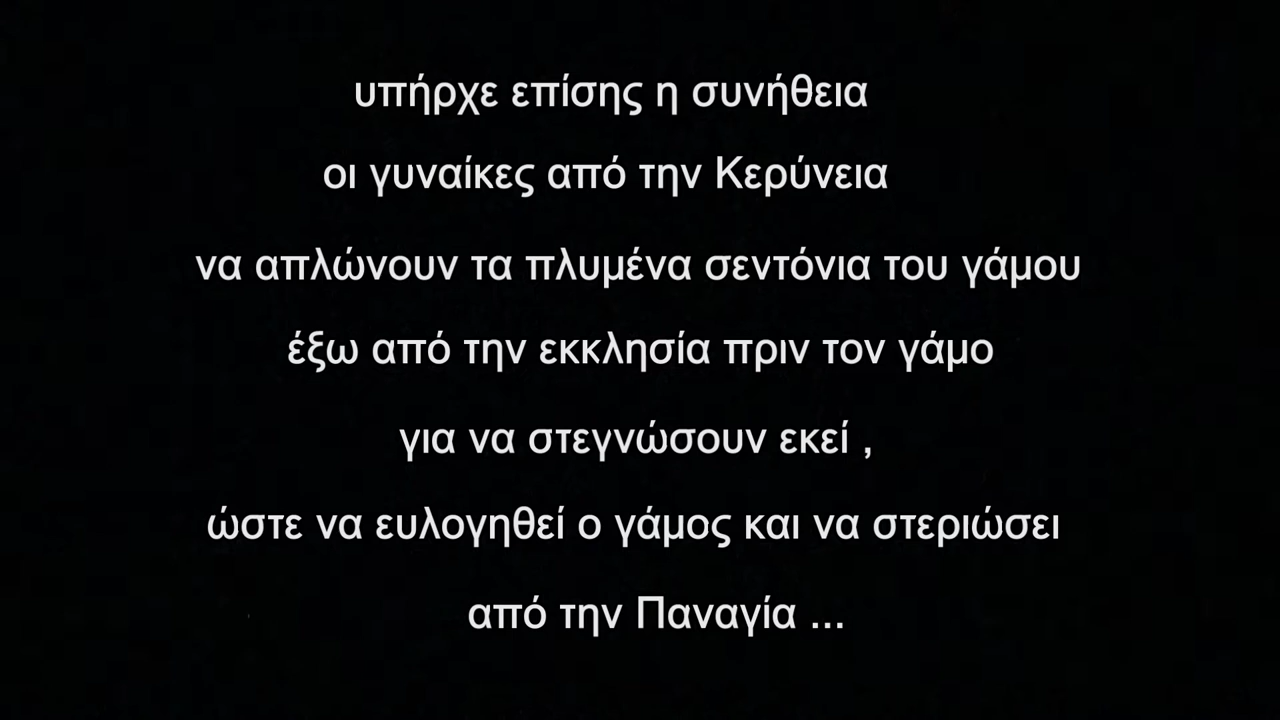 υπήρχε επίσης η συνήθεια
οι γυναίκες από την Κερύνεια
να απλώνουν τα πλυμένα σεντόνια του γάμου
έξω από την εκκλησία πριν τον γάμο
για να στεγνώσουν εκεί ,
ώστε να ευλογηθεί ο γάμος και να στεριώσει
από την Παναγία ...